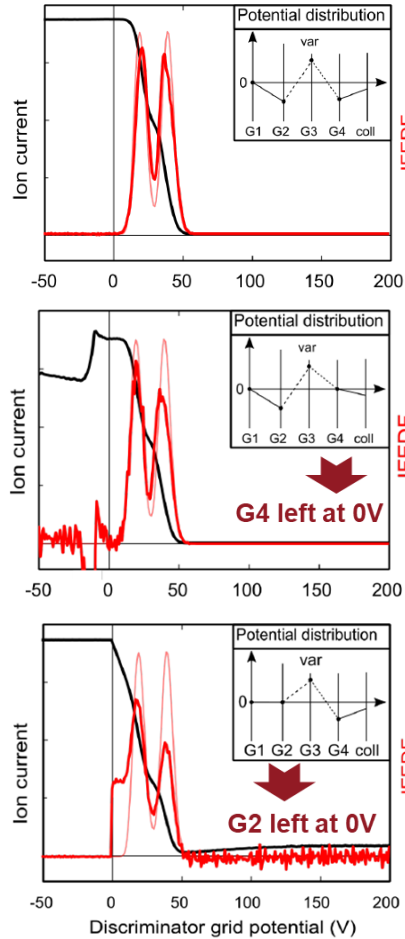 Potential distribution
var
0
G1 G2 G3 G4 coll
Ion current
IFEDF
-50 0 50 100 150 200
Potential distribution
var
0
G1 G2 G3 G4 coll
G4 left at 0V
Ion current
IFEDF
-50 0 50 100 150 200
Potential distribution
var
0
G1 G2 G3 G4 coll
G2 left at 0V
Ion current
IFEDF
-50 0 50 100 150 200
Discriminator grid potential (V)